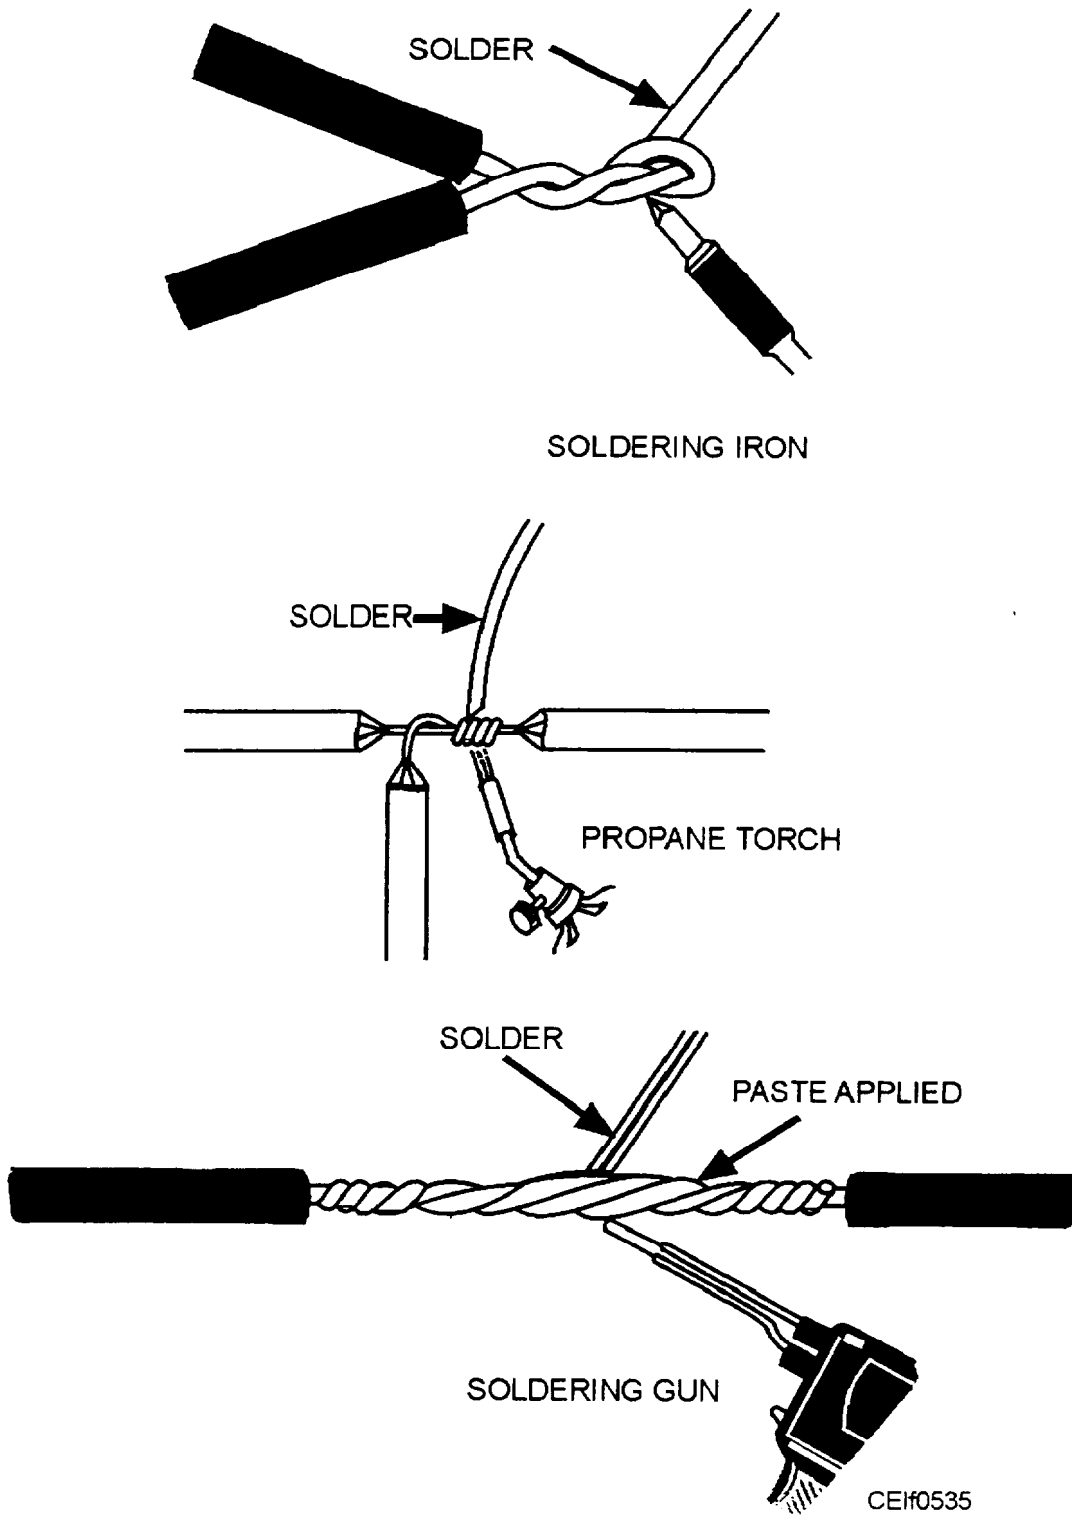 SOLDER
SOLDERING IRON
SOLDER
PROPANE TORCH
SOLDER
PASTE APPLIED
SOLDERING GUN
CEIf0535